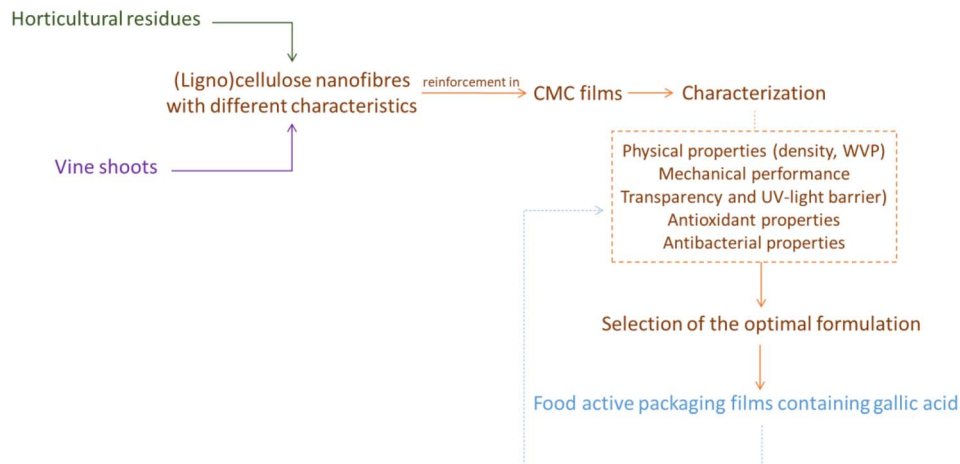 Horticultural residues
(Ligno)cellulose nanofibres
with different characteristics
reinforcement in
CMC films
Characterization
Vine shoots
Physical properties (density, WVP)
Mechanical performance
Transparency and UV-light barrier)
Antioxidant properties
Antibacterial properties
Selection of the optimal formulation
Food active packaging films containing gallic acid